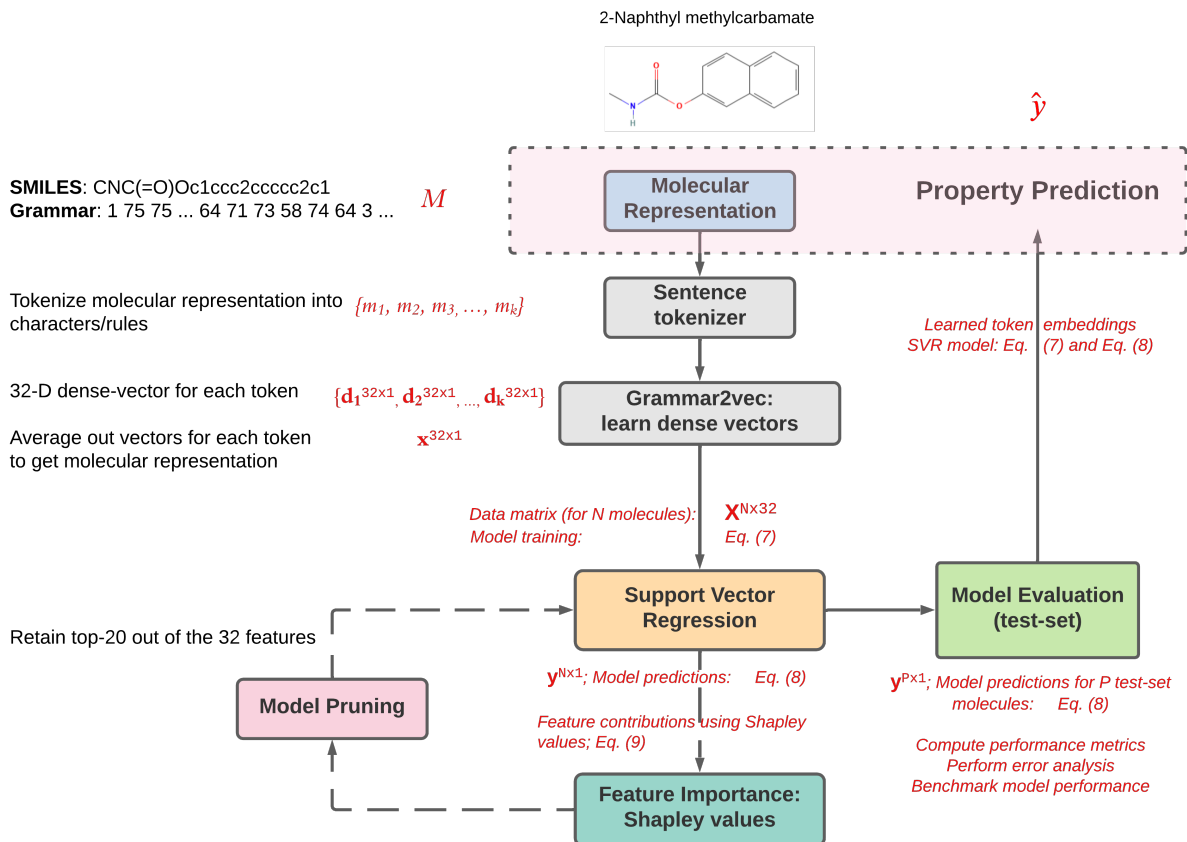 2-Naphthyl methylcarbamate
O
N
H
O
ŷ
SMILES: CNC(=O)Oc1ccc2ccccc2c1
Grammar: 1 75 75 ... 64 71 73 58 74 64 3 ...
M
Molecular
Representation
Property Prediction
Tokenize molecular representation into
characters/rules
{m1, m2, m3, …, mk}
Sentence
tokenizer
Learned token embeddings
SVR model: Eq. (7) and Eq. (8)
32-D dense-vector for each token
{d1^32x1, d2^32x1, ..., dk^32x1}
Grammar2vec:
learn dense vectors
Average out vectors for each token
to get molecular representation
x^32x1
Data matrix (for N molecules): X^Nx32
Model training: Eq. (7)
Support Vector
Regression
Model Evaluation
(test-set)
Retain top-20 out of the 32 features
y^Nx1; Model predictions: Eq. (8)
y^Px1; Model predictions for P test-set
molecules: Eq. (8)
Model Pruning
Feature contributions using Shapley
values; Eq. (9)
Compute performance metrics
Perform error analysis
Benchmark model performance
Feature Importance:
Shapley values